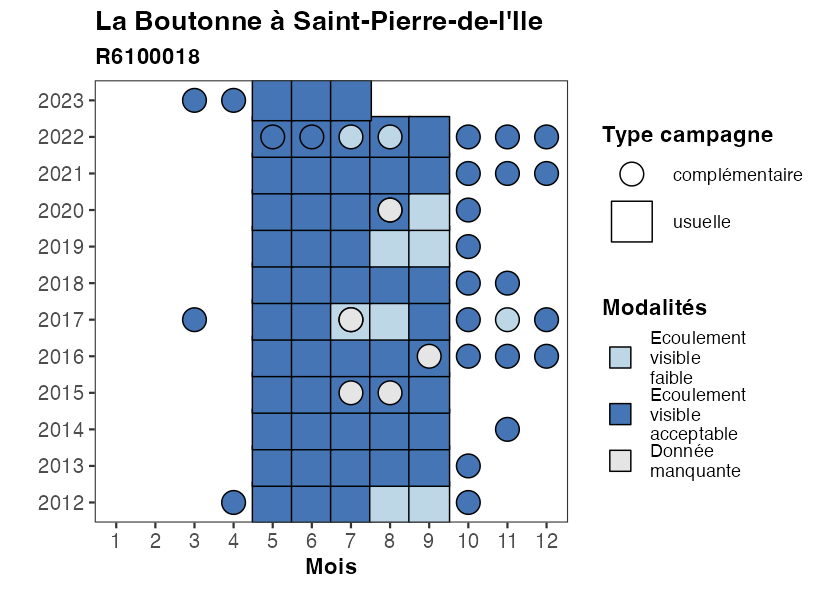 La Boutonne à Saint-Pierre-de-l'Ile
R6100018
2023
2022
2021
2020
2019
2018
2017
2016
2015
2014
2013
2012
1 2 3 4 5 6 7 8 9 10 11 12
Mois
Type campagne
complémentaire
usuelle
Modalités
Ecoulement
visible
faible
Ecoulement
visible
acceptable
Donnée
manquante